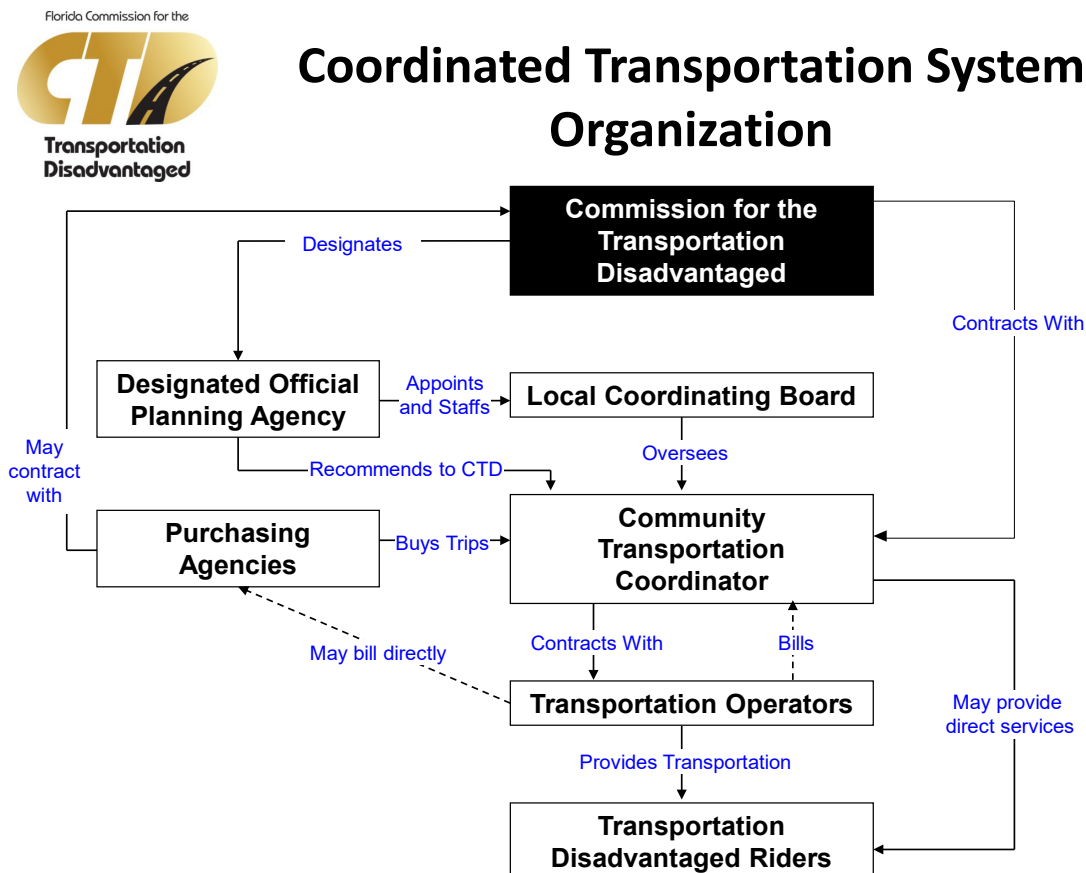 Florida Commission for the
CTD
Transportation
Disadvantaged
Coordinated Transportation System
Organization
Commission for the
Transportation
Disadvantaged
Designates
Contracts With
Designated Official
Planning Agency
Appoints
and Staffs
Local Coordinating Board
May
contract
with
Recommends to CTD
Oversees
Purchasing
Agencies
Buys Trips
Community
Transportation
Coordinator
May bill directly
Contracts With
Bills
Transportation Operators
May provide
direct services
Provides Transportation
Transportation
Disadvantaged Riders